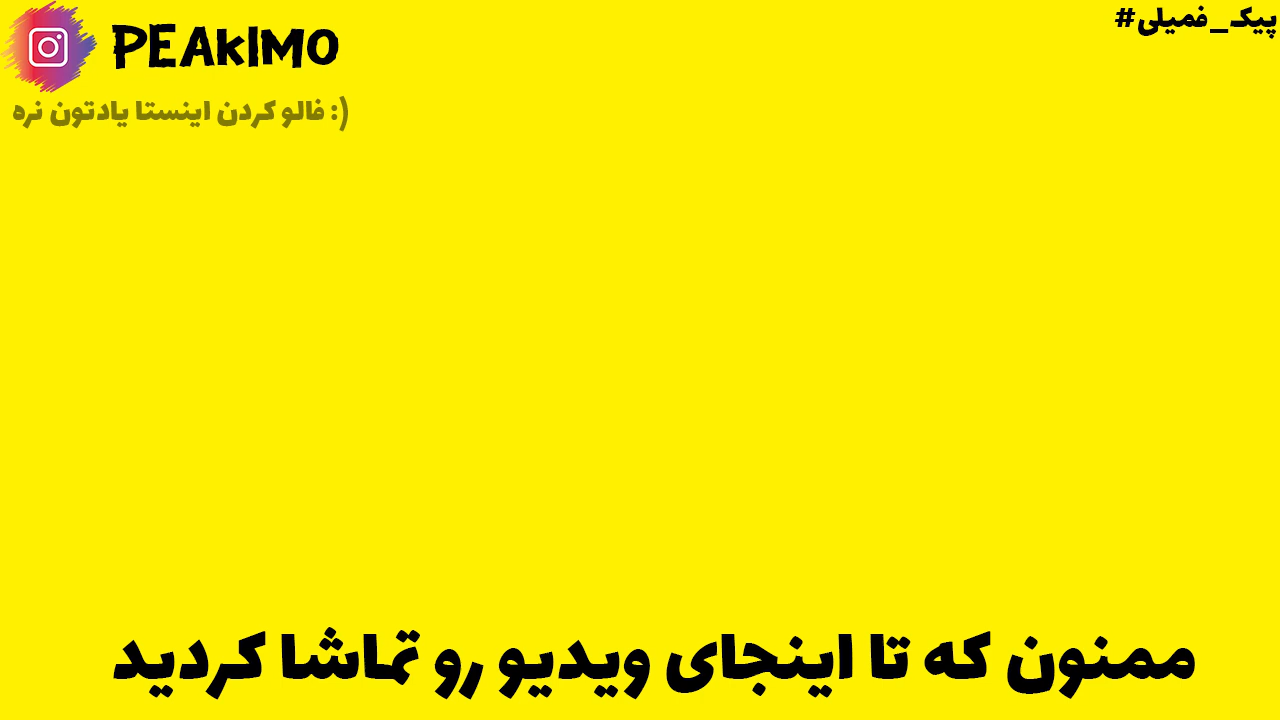 PEAkIMO
#پیک_فمیلی
فالو کردن اینستا یادتون نره :)
ممنون که تا اینجای ویدیو رو تماشا کردید